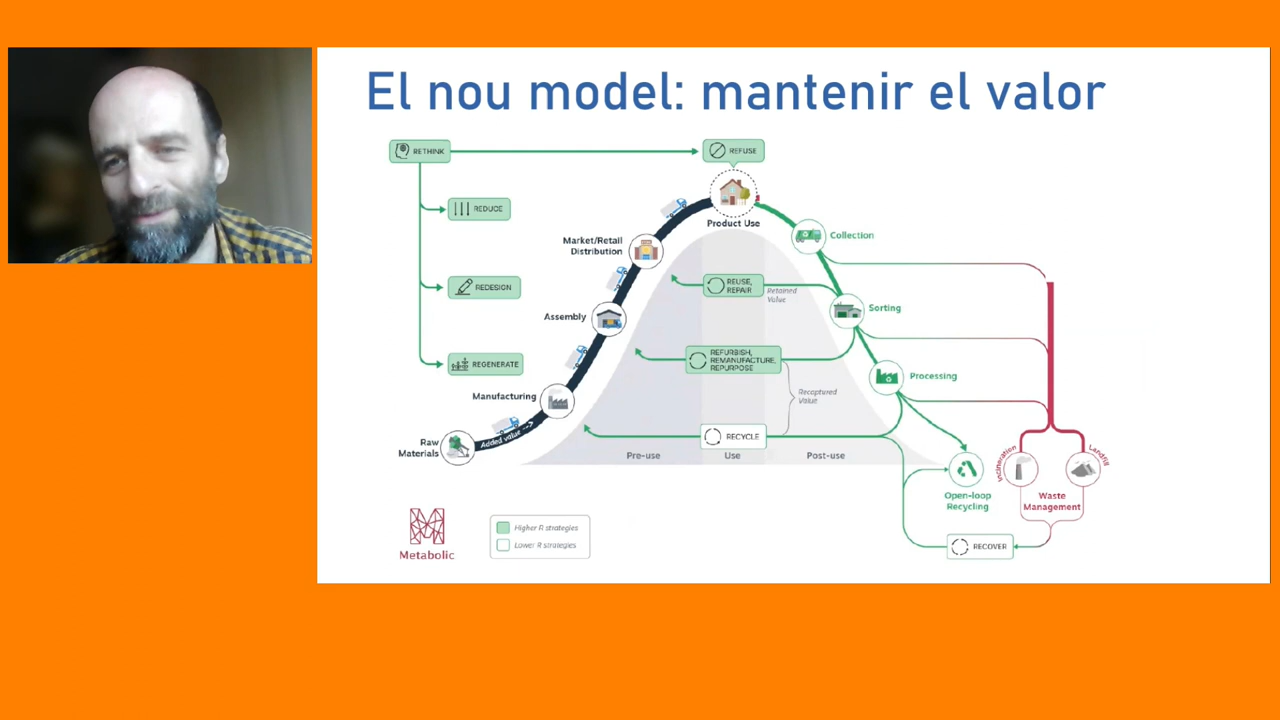 El nou model: mantenir el valor
RETHINK
REFUSE
REDUCE
REDESIGN
REGENERATE
Product Use
Market/Retail
Distribution
Assembly
Manufacturing
Raw
Materials
Added value -->
Collection
Sorting
Processing
REUSE,
REPAIR
Retained
Value
REFURBISH,
REMANUFACTURE,
REPURPOSE
Recaptured
Value
RECYCLE
Pre-use
Use
Post-use
Open-loop
Recycling
Incineration
Landfill
Waste
Management
RECOVER
Metabolic
Higher R strategies
Lower R strategies